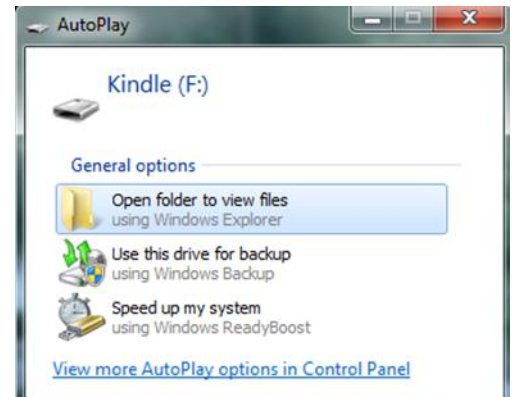 AutoPlay
Kindle (F:)
General options
Open folder to view files
using Windows Explorer
Use this drive for backup
using Windows Backup
Speed up my system
using Windows ReadyBoost
View more AutoPlay options in Control Panel